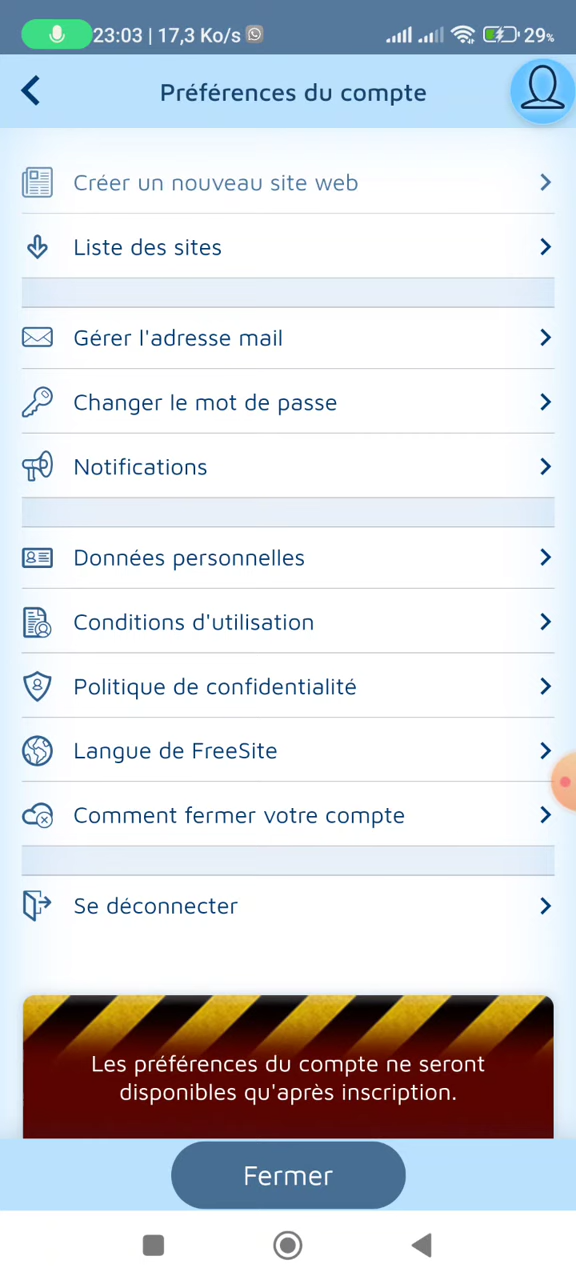 23:03 | 17,3 Ko/s 29%
Préférences du compte
Créer un nouveau site web
Liste des sites
Gérer l'adresse mail
Changer le mot de passe
Notifications
Données personnelles
Conditions d'utilisation
Politique de confidentialité
Langue de FreeSite
Comment fermer votre compte
Se déconnecter
Les préférences du compte ne seront
disponibles qu'après inscription.
Fermer